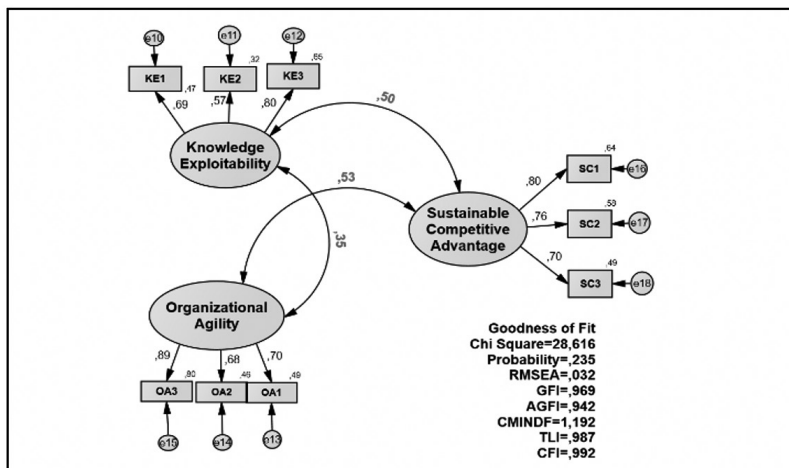 e10
e11
e12
KE1
,47
KE2
,32
KE3
,65
,69
,57
,80
Knowledge
Exploitability
,50
,53
,35
,64
SC1
e16
,80
,58
SC2
e17
,76
,49
SC3
e18
,70
Sustainable
Competitive
Advantage
Organizational
Agility
,89
,68
,70
,80
OA3
,46
OA2
,49
OA1
e15
e14
e13
Goodness of Fit
Chi Square=28,616
Probability=,235
RMSEA=,032
GFI=,969
AGFI=,942
CMINDF=1,192
TLI=,987
CFI=,992